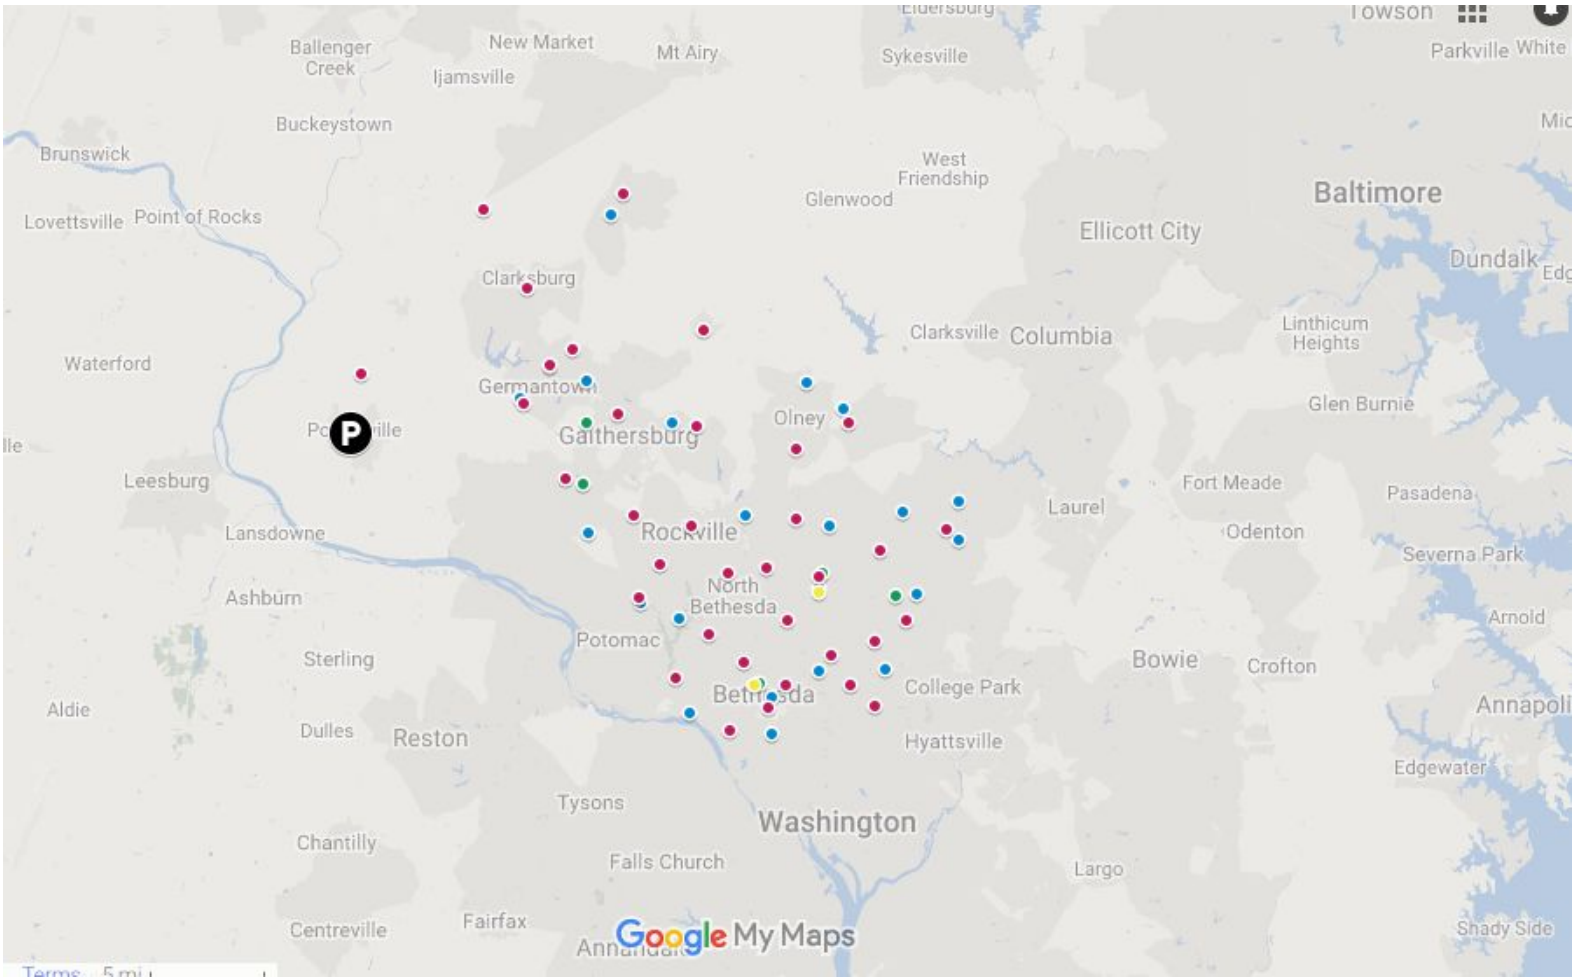 Eldersburg
Towson
New Market
Ballenger
Creek
Mt Airy
Sykesville
Parkville White
Ijamsville
Buckeystown
Brunswick
West
Friendship
Glenwood
Baltimore
Lovettsville
Point of Rocks
Ellicott City
Dundalk
Clarksburg
Clarksville
Columbia
Linthicum
Heights
Waterford
Germantown
Glen Burnie
Olney
P
Gaithersburg
Leesburg
Fort Meade
Pasadena
Laurel
Lansdowne
Rockville
Odenton
Severna Park
North
Bethesda
Ashburn
Arnold
Potomac
Sterling
Bowie
Crofton
College Park
Bethesda
Aldie
Annapoli
Dulles
Reston
Hyattsville
Edgewater
Tysons
Washington
Chantilly
Falls Church
Largo
Centreville
Fairfax
Google My Maps
Shady Side
Terms
5 mi